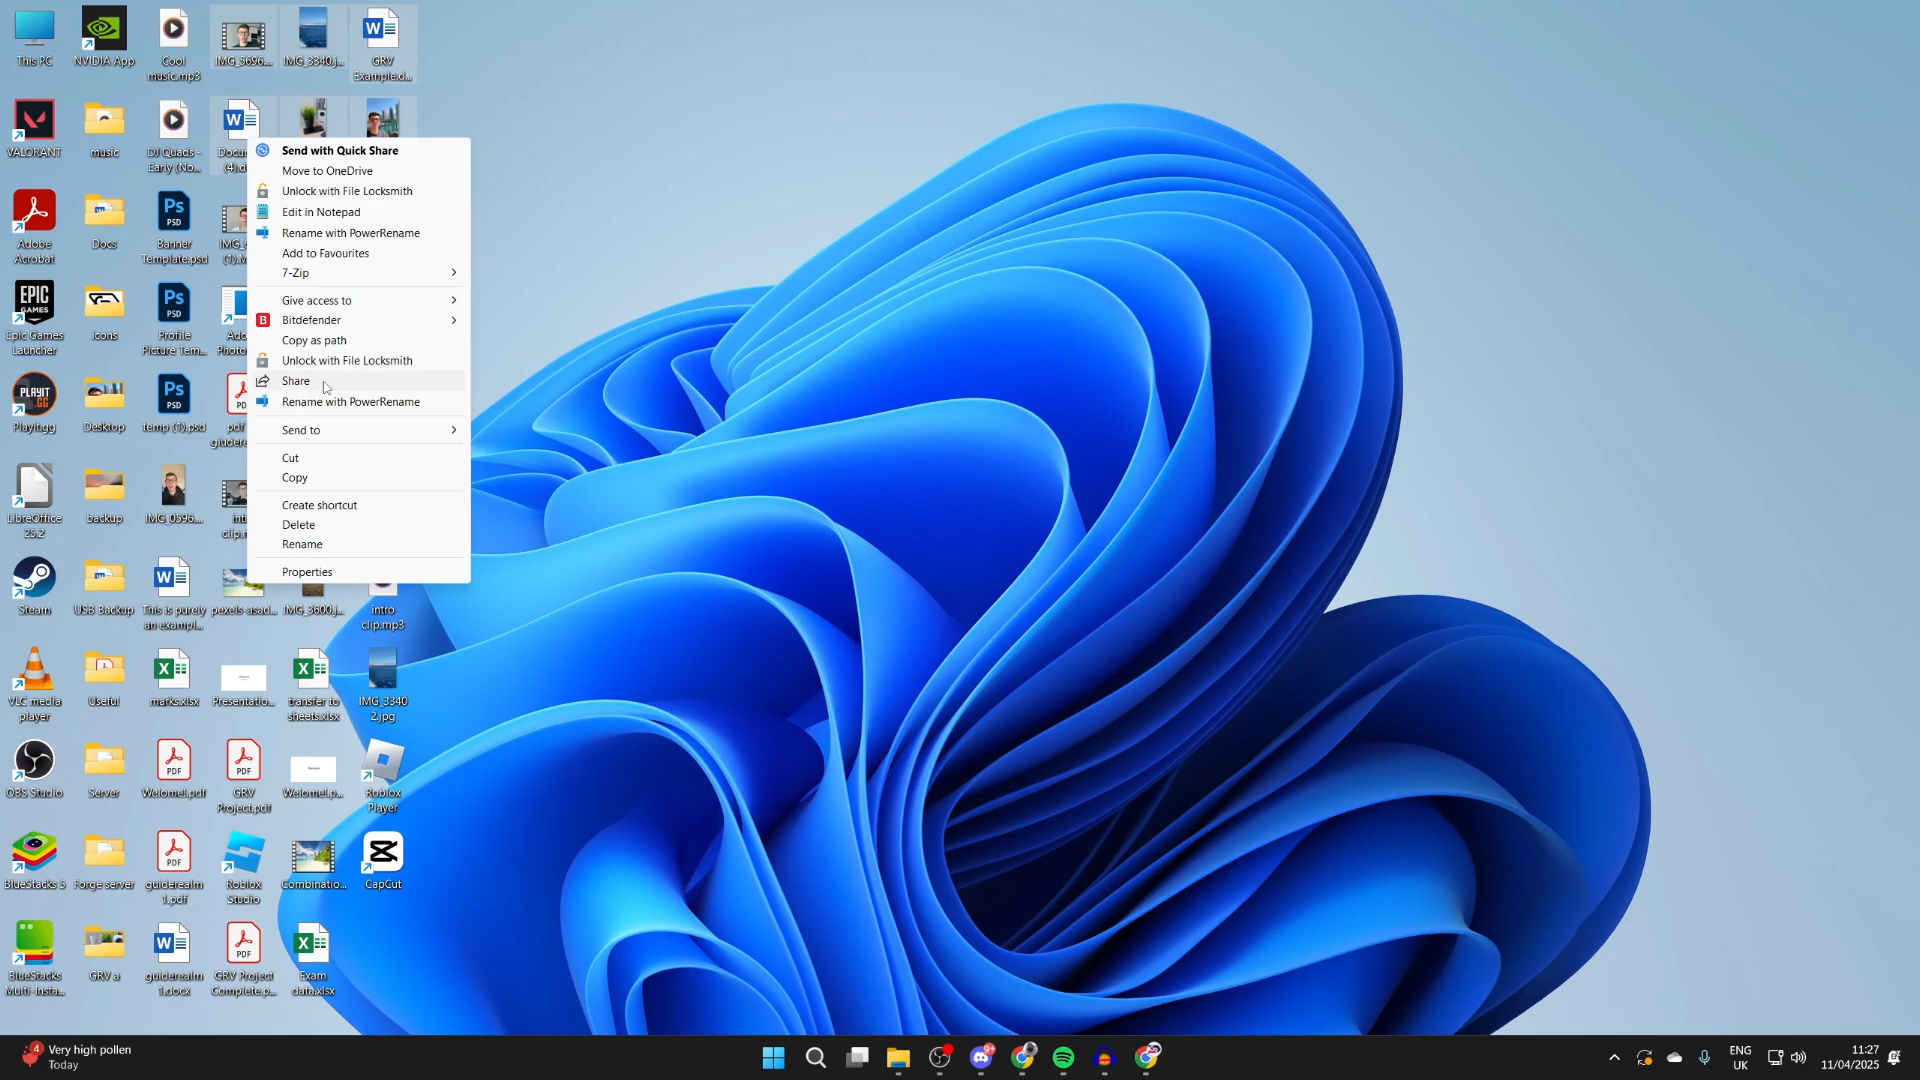 This PC
NVIDIA App
Cool
music.mp3
IMG_5696....
IMG_3340.j...
GRV
Example.d...
VALORANT
music
DJ Quads -
Early (No...
Docu
(4).d
Adobe
Acrobat
Docs
Banner
Template.psd
IMG_
(1).M
Epic Games
Launcher
icons
Profile
Picture Tem...
Ado
Photo
Playit.gg
Desktop
temp (1).psd
pdf
guidere
LibreOffice
25.2
backup
IMG_0596....
int
clip.m
Steam
USB Backup
This is purely
an exampl...
pexels-asad...
IMG_3600.j...
intro
clip.mp3
VLC media
player
Useful
marks.xlsx
Presentatio...
transfer to
sheets.xlsx
IMG_3340
2.jpg
OBS Studio
Server
Welome!.pdf
GRV
Project.pdf
Welome!.p...
Roblox
Player
BlueStacks 5
Forge server
guiderealm
1.pdf
Roblox
Studio
Combinatio...
CapCut
BlueStacks
Multi-Insta...
GRV a
guiderealm
1.docx
GRV Project
Complete.p...
Exam
data.xlsx
Send with Quick Share
Move to OneDrive
Unlock with File Locksmith
Edit in Notepad
Rename with PowerRename
Add to Favourites
7-Zip
Give access to
Bitdefender
Copy as path
Unlock with File Locksmith
Share
Rename with PowerRename
Send to
Cut
Copy
Create shortcut
Delete
Rename
Properties
4
Very high pollen
Today
ENG
UK
11:27
11/04/2025